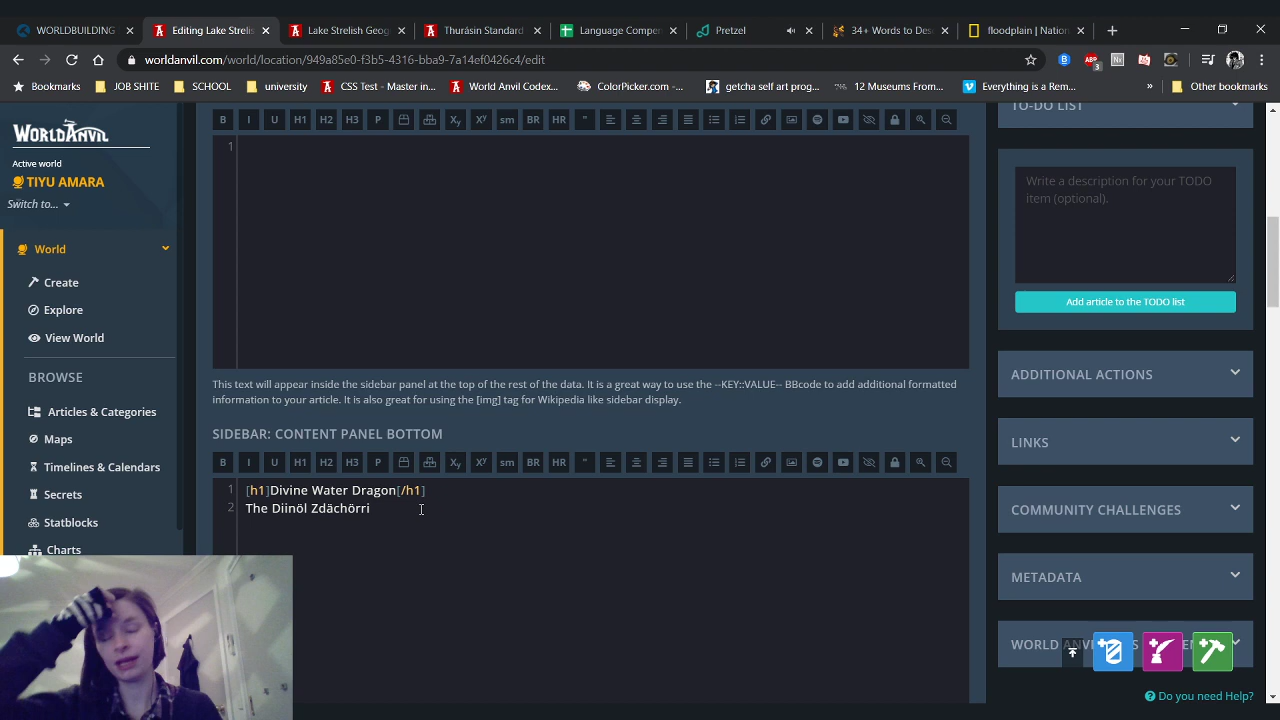 WORLDBUILDING
Editing Lake Strelis
Lake Strelish Geog
Thurásin Standard
Language Compen
Pretzel
34+ Words to Des
floodplain | Nation
worldanvil.com/world/location/949a85e0-f3b5-4316-bba9-7a14ef0426c4/edit
Bookmarks
JOB SHITE
SCHOOL
university
CSS Test - Master in...
World Anvil Codex...
ColorPicker.com -...
getcha self art prog...
12 Museums From...
Everything is a Rem...
»
Other bookmarks
WORLDANVIL
Active world
TIYU AMARA
Switch to...
World
Create
Explore
View World
BROWSE
Articles & Categories
Maps
Timelines & Calendars
Secrets
Statblocks
Charts
B I U H1 H2 H3 P Xy X^y sm BR HR "
1
This text will appear inside the sidebar panel at the top of the rest of the data. It is a great way to use the --KEY::VALUE-- BBcode to add additional formatted
information to your article. It is also great for using the [img] tag for Wikipedia like sidebar display.
SIDEBAR: CONTENT PANEL BOTTOM
B I U H1 H2 H3 P Xy X^y sm BR HR "
1 [h1]Divine Water Dragon[/h1]
2 The Diinöl Zdächörri
TO-DO LIST
Write a description for your TODO
item (optional).
Add article to the TODO list
ADDITIONAL ACTIONS
LINKS
COMMUNITY CHALLENGES
METADATA
WORLD ANVI
Do you need Help?